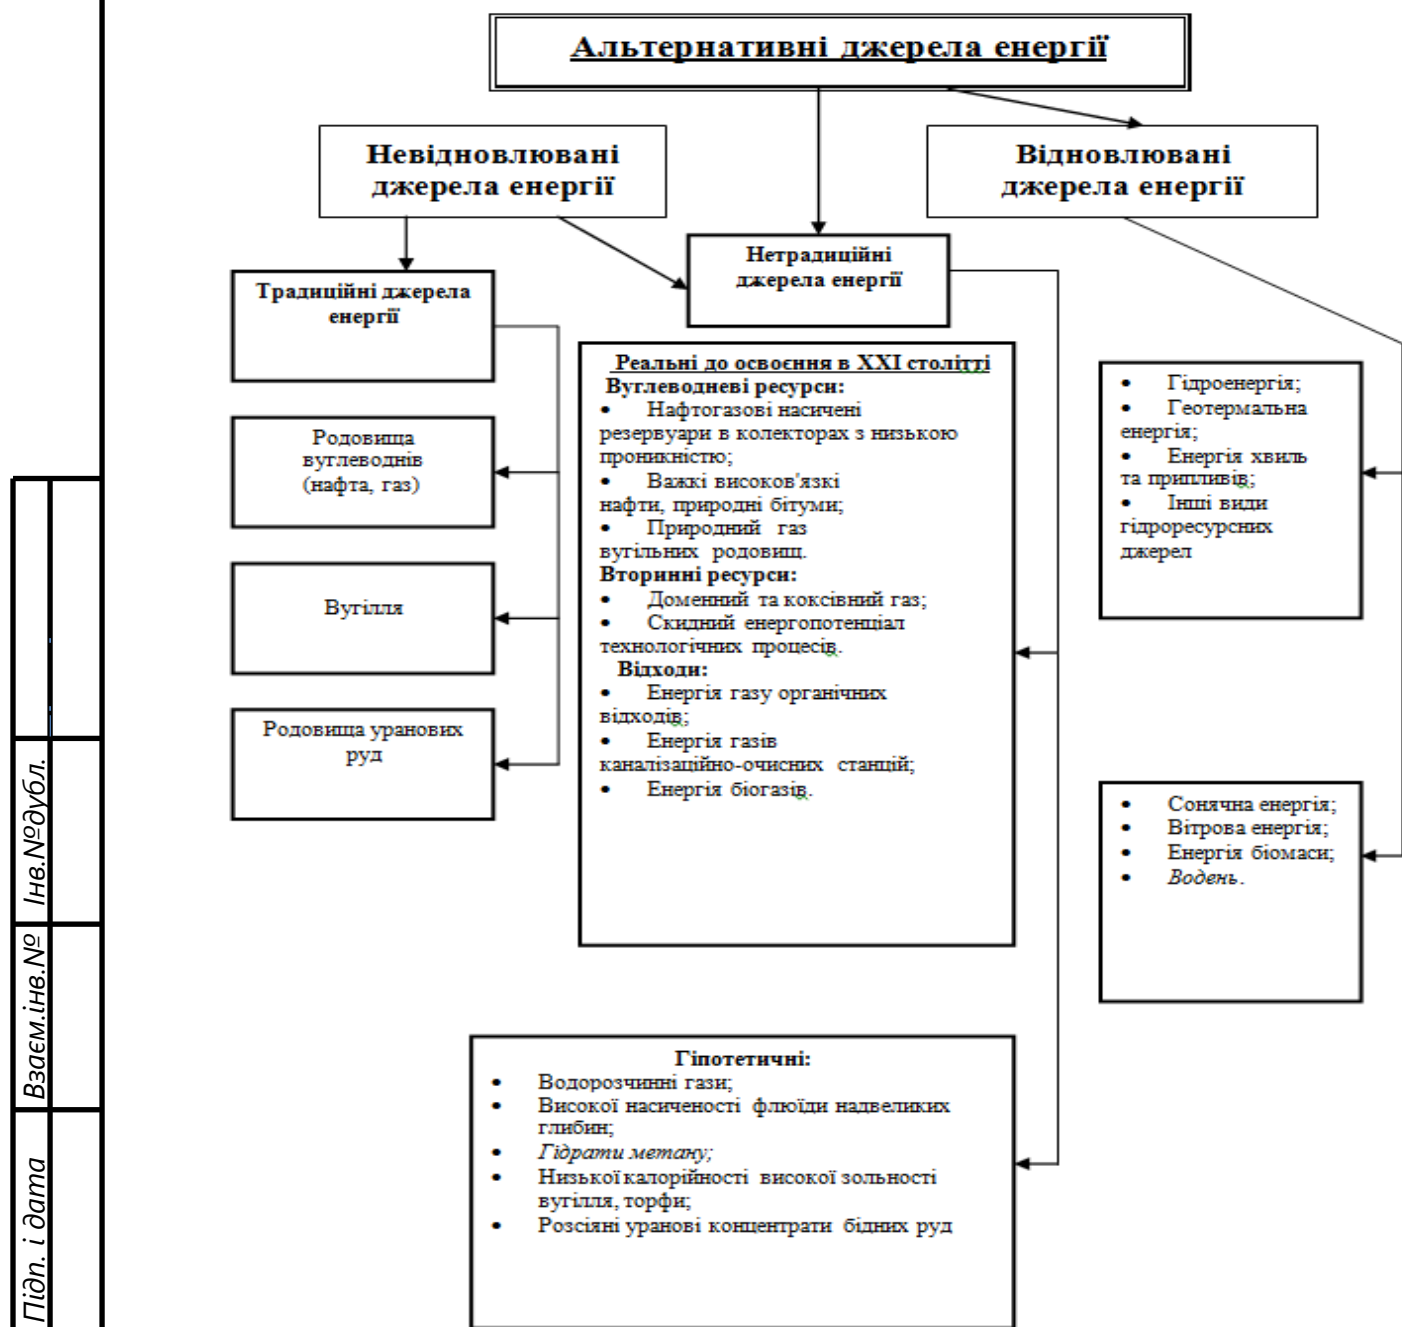 Альтернативні джерела енергії
Невідновлювані
джерела енергії
Відновлювані
джерела енергії
Нетрадиційні
джерела енергії
Традиційні джерела
енергії
Родовища
вуглеводнів
(нафта, газ)
Вугілля
Родовища уранових
руд
Реальні до освоєння в XXI столітті
Вуглеводневі ресурси:
• Нафтогазові насичені
резервуари в колекторах з низькою
проникністю;
• Важкі високов'язкі
нафти, природні бітуми;
• Природний газ
вугільних родовищ.
Вторинні ресурси:
• Доменний та коксівний газ;
• Скидний енергопотенціал
технологічних процесів.
Відходи:
• Енергія газу органічних
відходів;
• Енергія газів
каналізаційно-очисних станцій;
• Енергія біогазів.
• Гідроенергія;
• Геотермальна
енергія;
• Енергія хвиль
та припливів;
• Інші види
гідроресурсних
джерел
• Сонячна енергія;
• Вітрова енергія;
• Енергія біомаси;
• Водень.
Гіпотетичні:
• Водорозчинні гази;
• Високої насиченості флюїди надвеликих
глибин;
• Гідрати метану;
• Низької калорійності високої зольності
вугілля, торфи;
• Розсіяні уранові концентрати бідних руд
Інв.№дубл.
Взаєм.інв.№
Підп. і дата